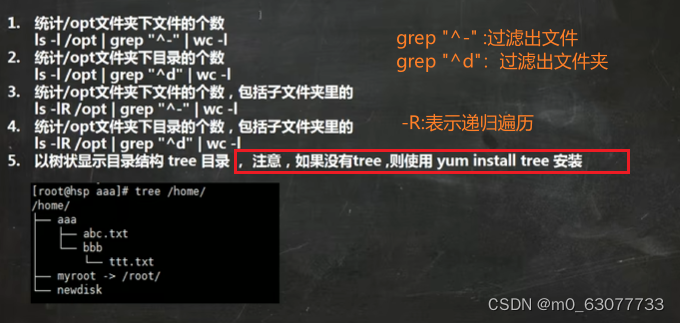 1. 统计/opt文件夹下文件的个数
ls -l /opt | grep "^-" | wc -l
2. 统计/opt文件夹下目录的个数
ls -l /opt | grep "^d" | wc -l
3. 统计/opt文件夹下文件的个数，包括子文件夹里的
ls -lR /opt | grep "^-" | wc -l
4. 统计/opt文件夹下目录的个数，包括子文件夹里的
ls -lR /opt | grep "^d" | wc -l
5. 以树状显示目录结构 tree 目录 ，注意，如果没有tree ,则使用 yum install tree 安装
grep "^-" :过滤出文件
grep "^d"：过滤出文件夹
-R:表示递归遍历
[root@hsp aaa]# tree /home/
/home/
├── aaa
│   ├── abc.txt
│   └── bbb
│       └── ttt.txt
├── myroot -> /root/
└── newdisk
CSDN @m0_63077733